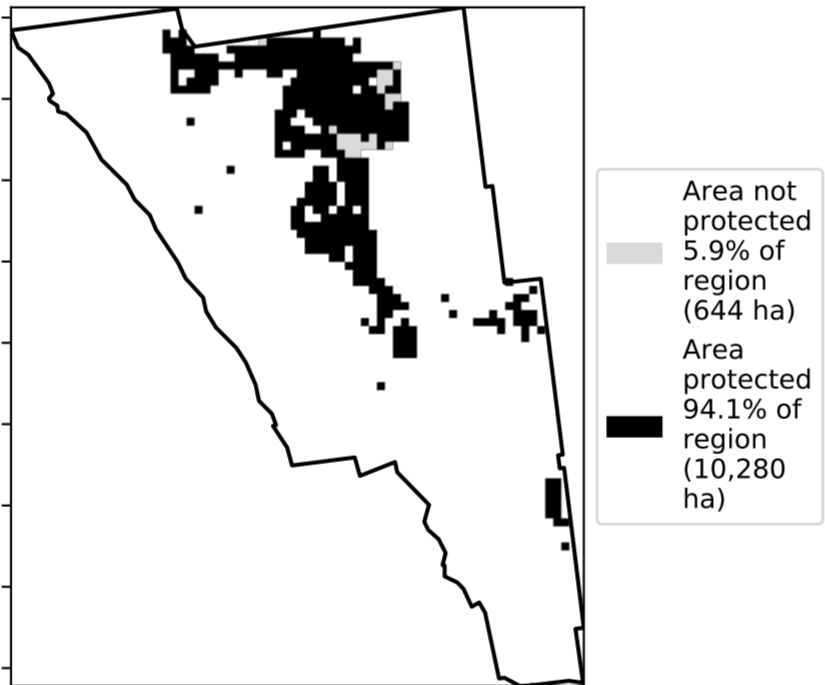 Area not
protected
5.9% of
region
(644 ha)
Area
protected
94.1% of
region
(10,280
ha)